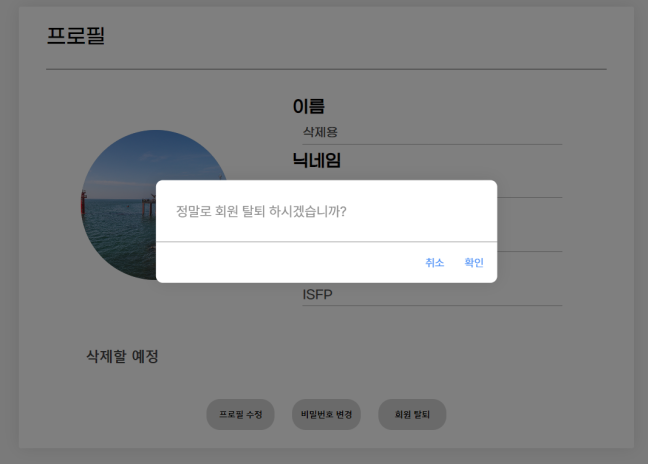 프로필
이름
삭제용
닉네임
정말로 회원 탈퇴 하시겠습니까?
취소 확인
ISFP
삭제할 예정
프로필 수정 비밀번호 변경 회원 탈퇴